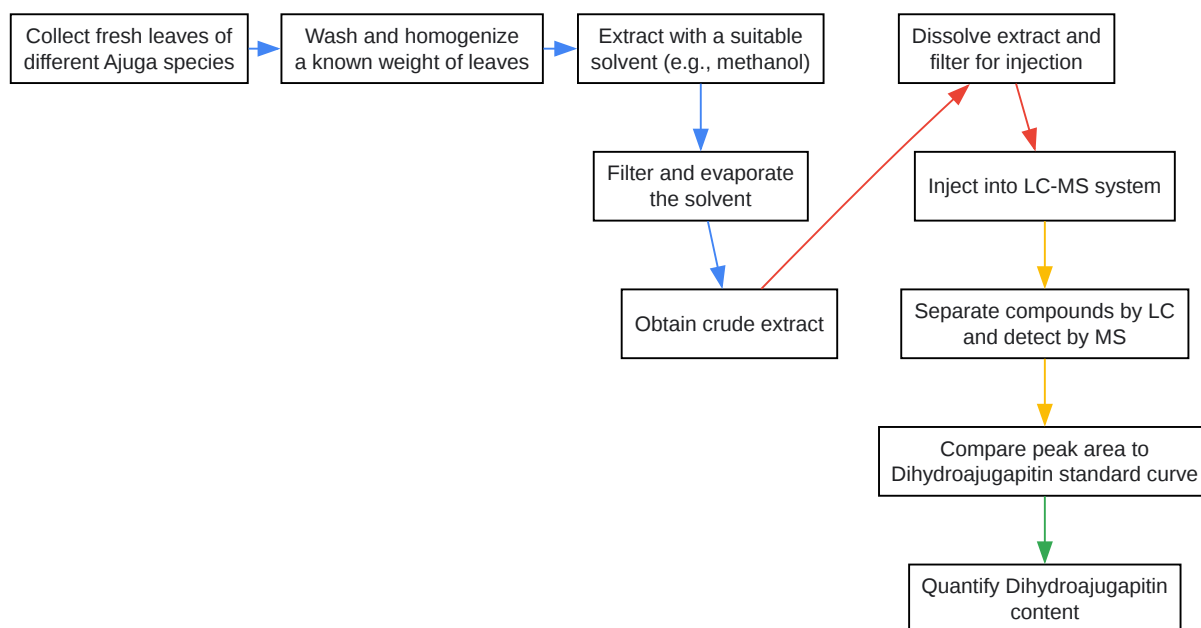 Collect fresh leaves of
different Ajuga species
Wash and homogenize
a known weight of leaves
Extract with a suitable
solvent (e.g., methanol)
Filter and evaporate
the solvent
Obtain crude extract
Dissolve extract and
filter for injection
Inject into LC-MS system
Separate compounds by LC
and detect by MS
Compare peak area to
Dihydroajugapitin standard curve
Quantify Dihydroajugapitin
content